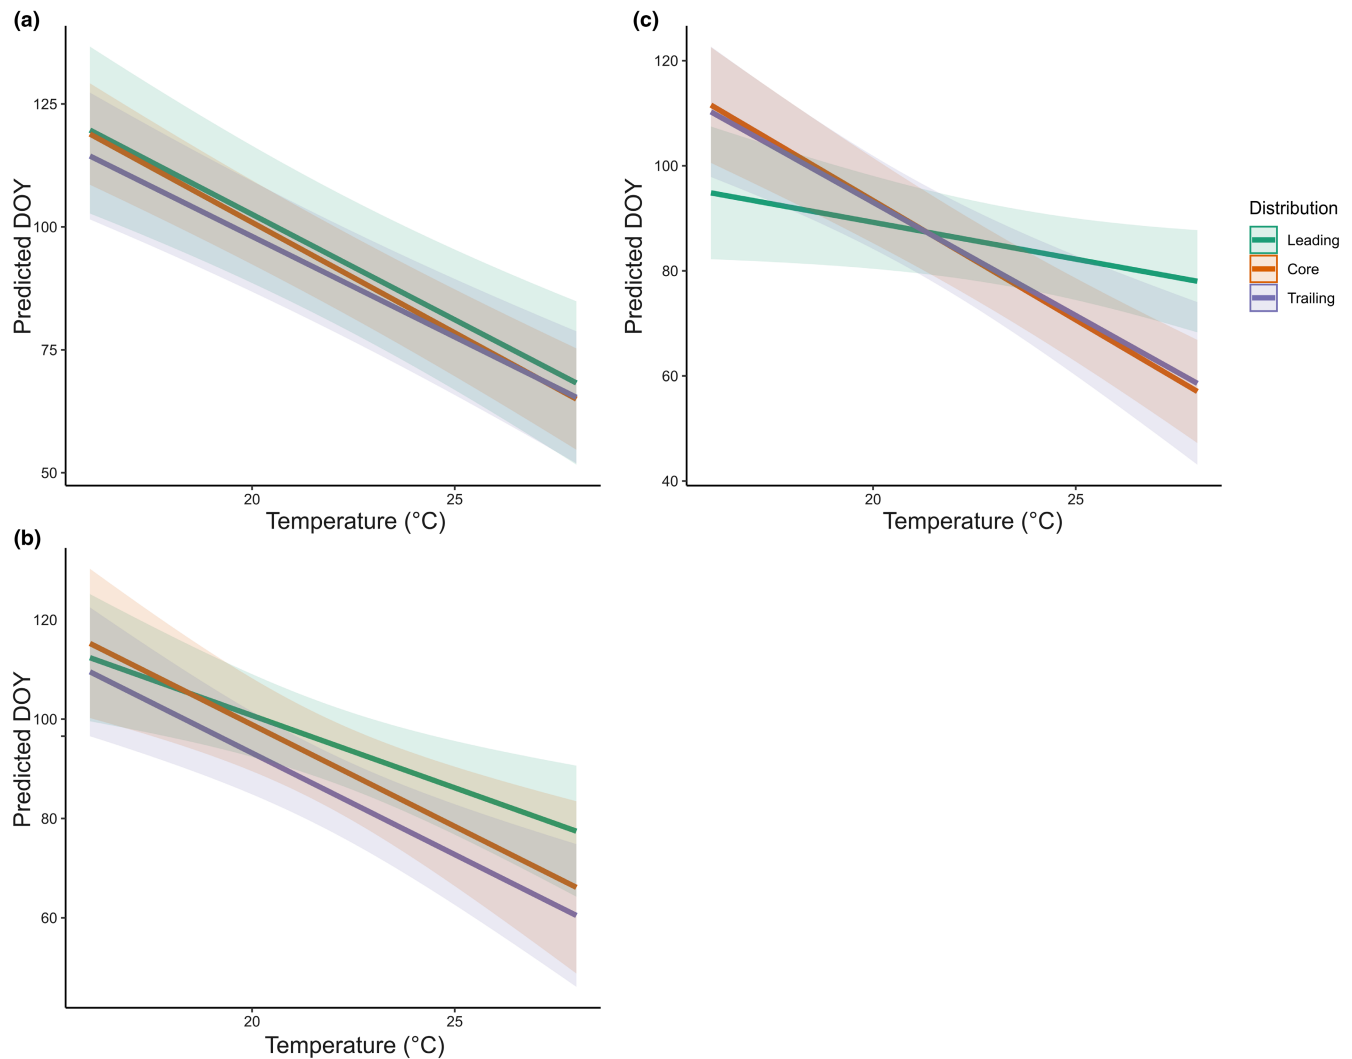 (a)
Predicted DOY
125
100
75
50
20
25
Temperature (°C)
(c)
Predicted DOY
120
100
80
60
40
20
25
Temperature (°C)
Distribution
Leading
Core
Trailing
(b)
Predicted DOY
120
100
80
60
20
25
Temperature (°C)